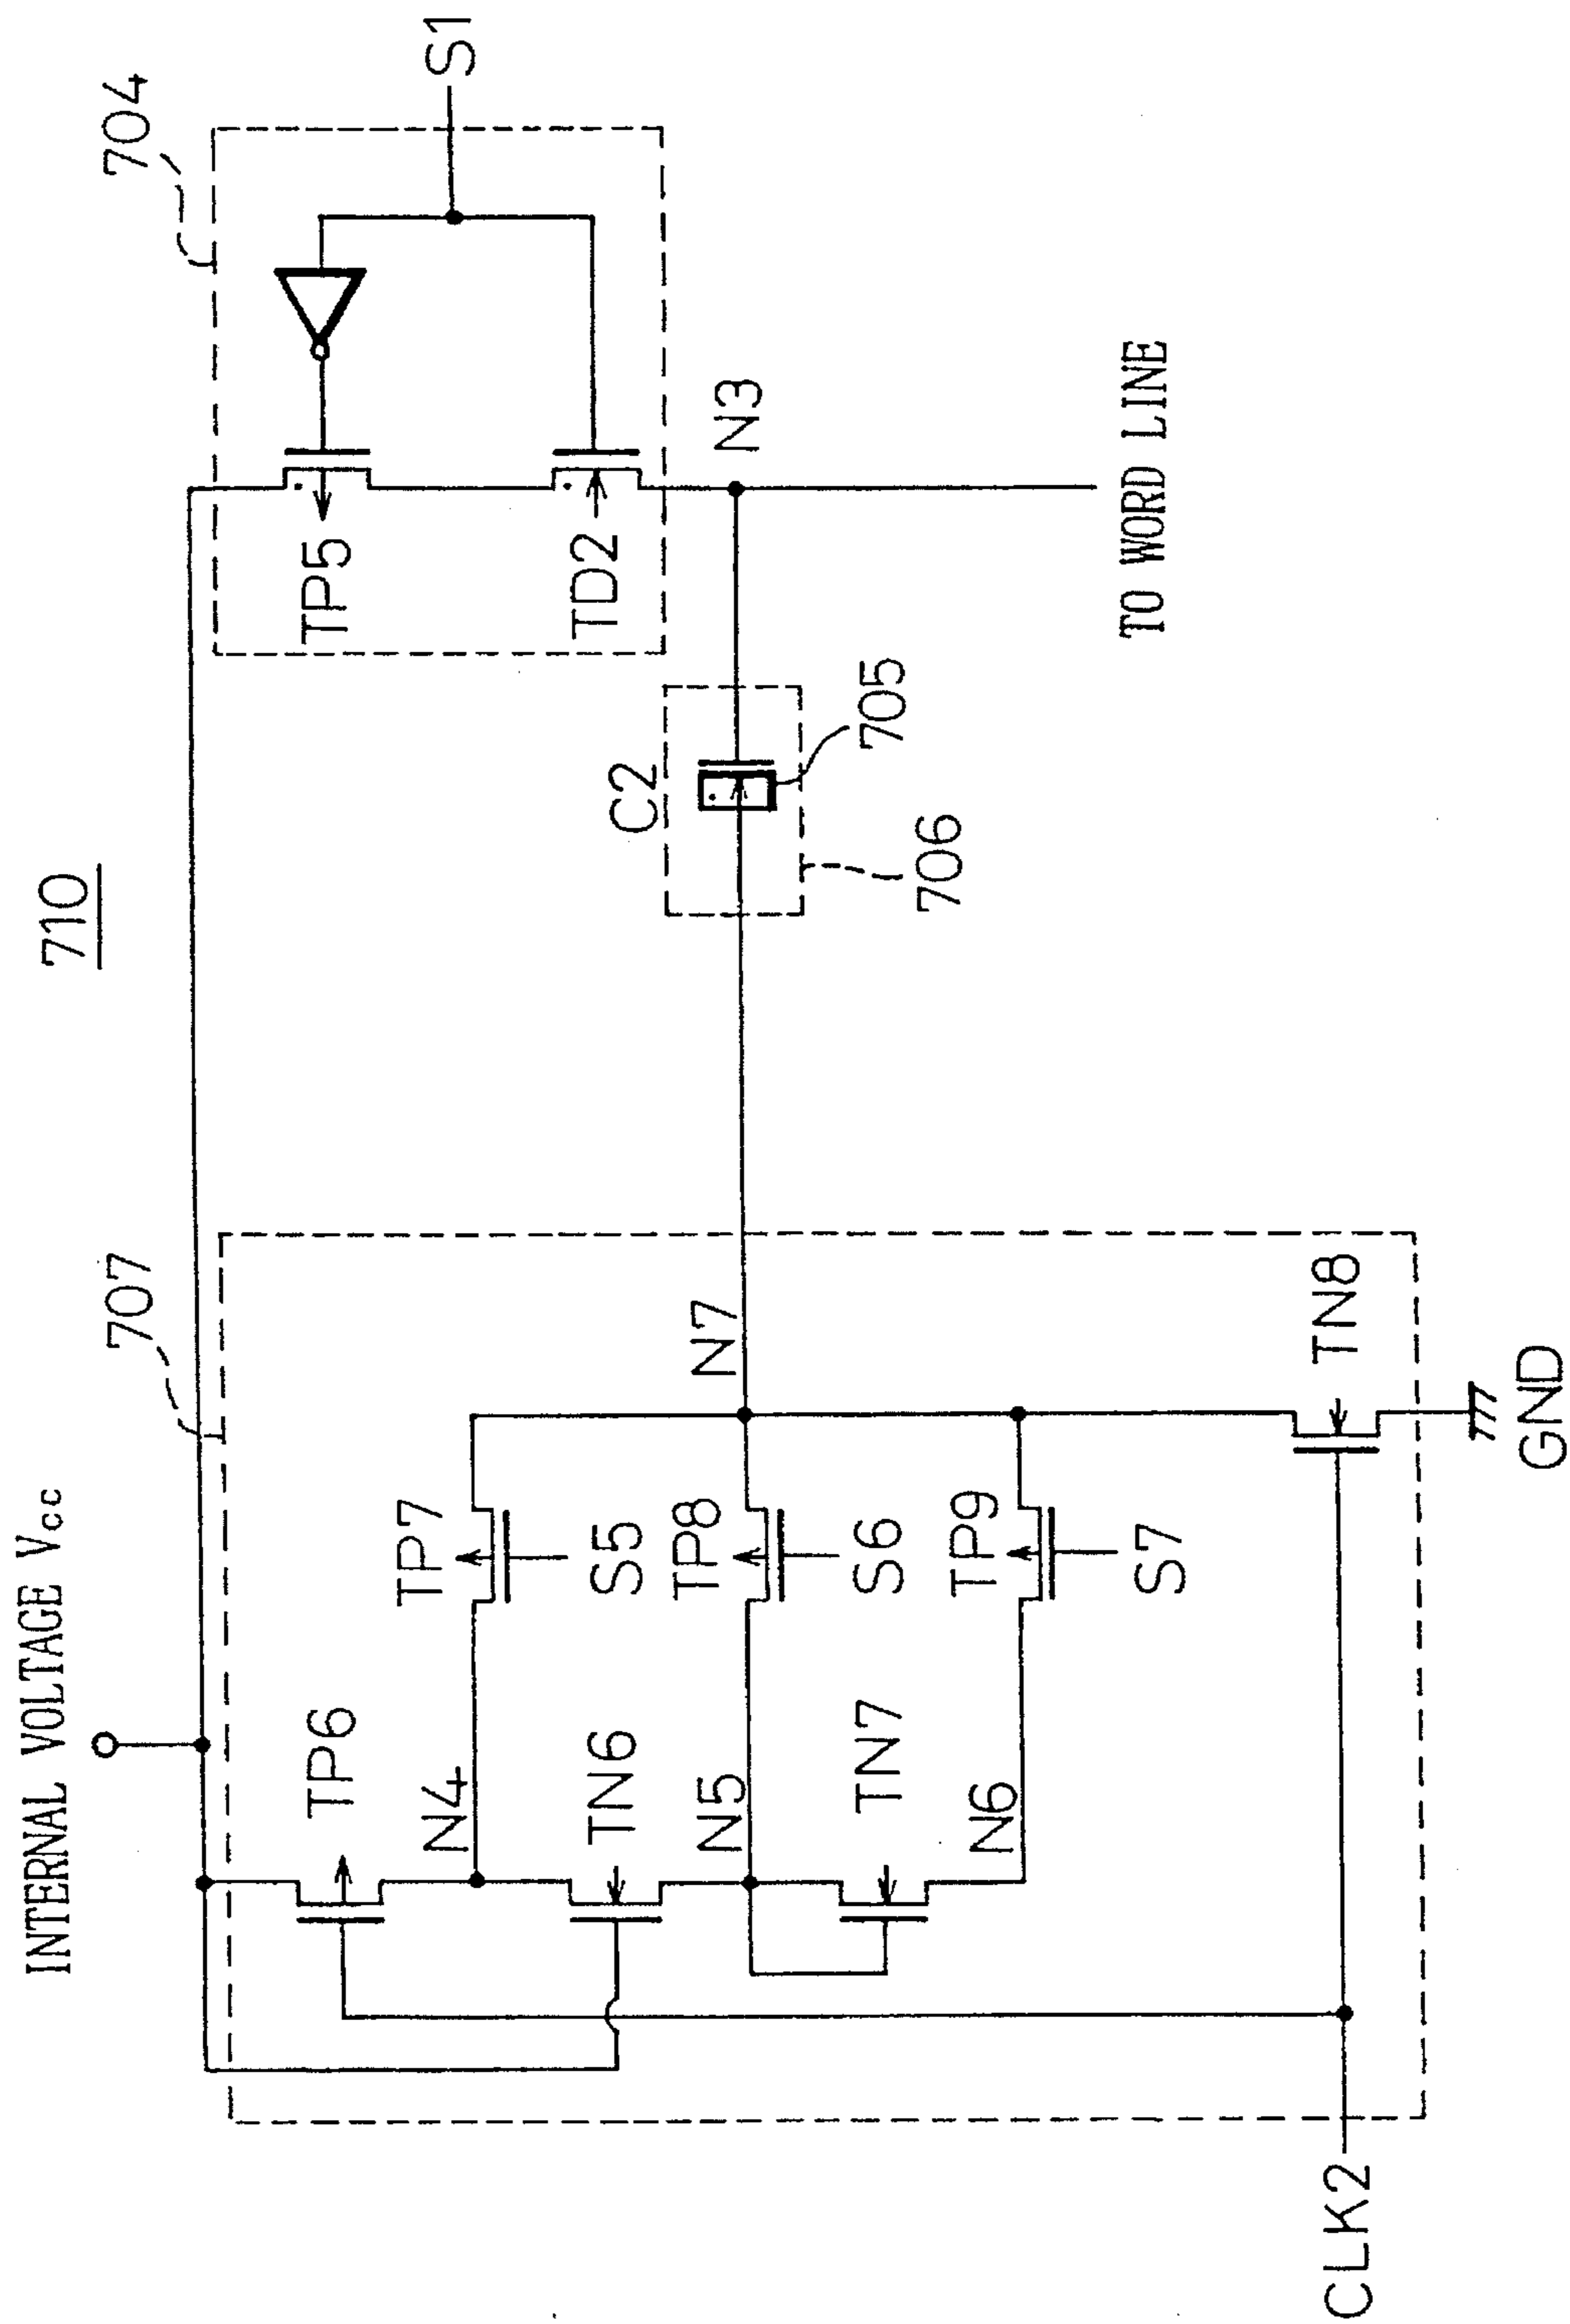 710
INTERNAL VOLTAGE Vcc
707
704
TP6
TP7
TP5
S1
N4
S5
TN6
TP8
C2
TD2
N5
N7
N3
S6
705
TN7
TP9
706
N6
S7
TO WORD LINE
TN8
CLK2
GND